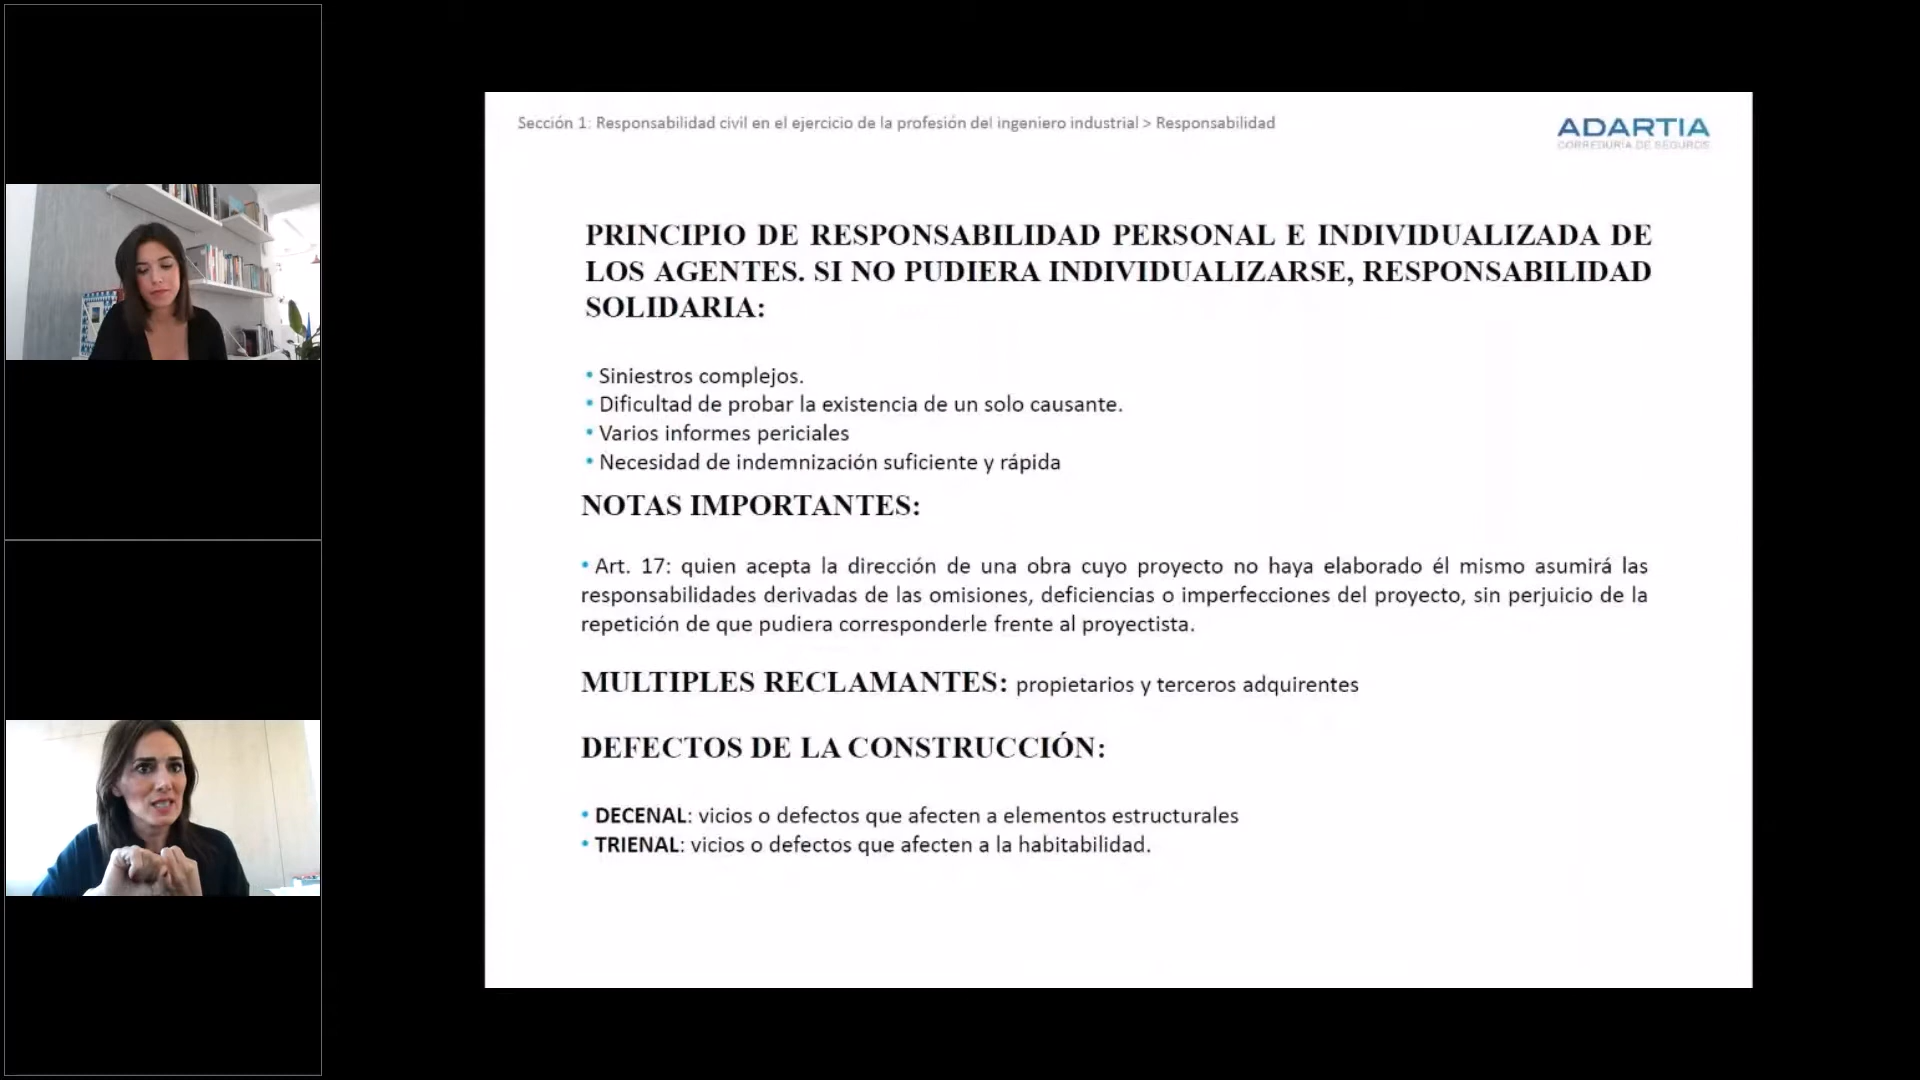 Sección 1: Responsabilidad civil en el ejercicio de la profesión del ingeniero industrial > Responsabilidad
ADARTIA
CORREDURÍA DE SEGUROS
PRINCIPIO DE RESPONSABILIDAD PERSONAL E INDIVIDUALIZADA DE
LOS AGENTES. SI NO PUDIERA INDIVIDUALIZARSE, RESPONSABILIDAD
SOLIDARIA:
• Siniestros complejos.
• Dificultad de probar la existencia de un solo causante.
• Varios informes periciales
• Necesidad de indemnización suficiente y rápida
NOTAS IMPORTANTES:
• Art. 17: quien acepta la dirección de una obra cuyo proyecto no haya elaborado él mismo asumirá las
responsabilidades derivadas de las omisiones, deficiencias o imperfecciones del proyecto, sin perjuicio de la
repetición de que pudiera corresponderle frente al proyectista.
MULTIPLES RECLAMANTES: propietarios y terceros adquirentes
DEFECTOS DE LA CONSTRUCCIÓN:
• DECENAL: vicios o defectos que afecten a elementos estructurales
• TRIENAL: vicios o defectos que afecten a la habitabilidad.